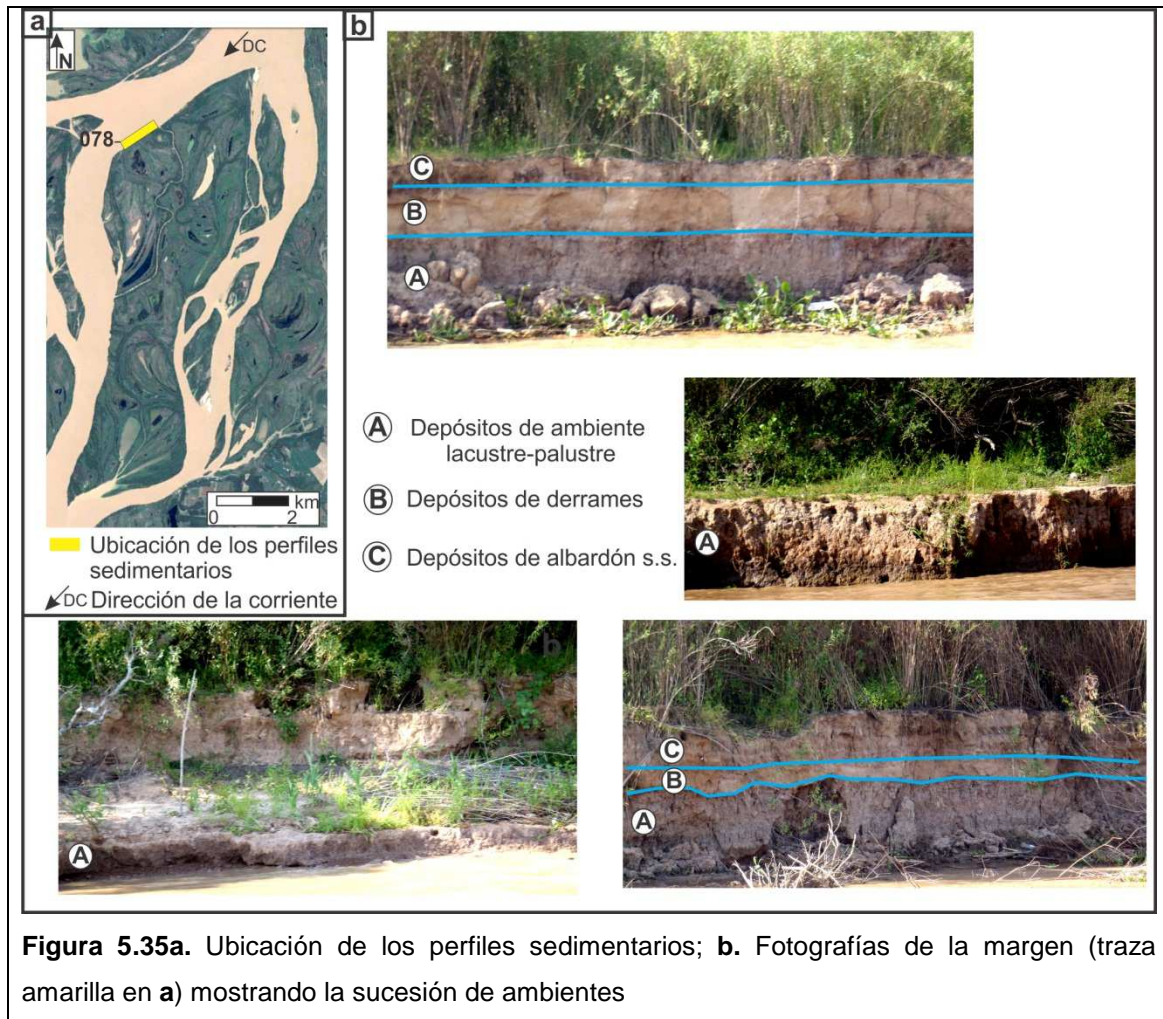 a
N
DC
078
km
0 2
Ubicación de los perfiles
sedimentarios
DC Dirección de la corriente
b
C
B
A
A Depósitos de ambiente
lacustre-palustre
B Depósitos de derrames
C Depósitos de albardón s.s.
A
b
A
C
B
A
Figura 5.35a. Ubicación de los perfiles sedimentarios; b. Fotografías de la margen (traza
amarilla en a) mostrando la sucesión de ambientes